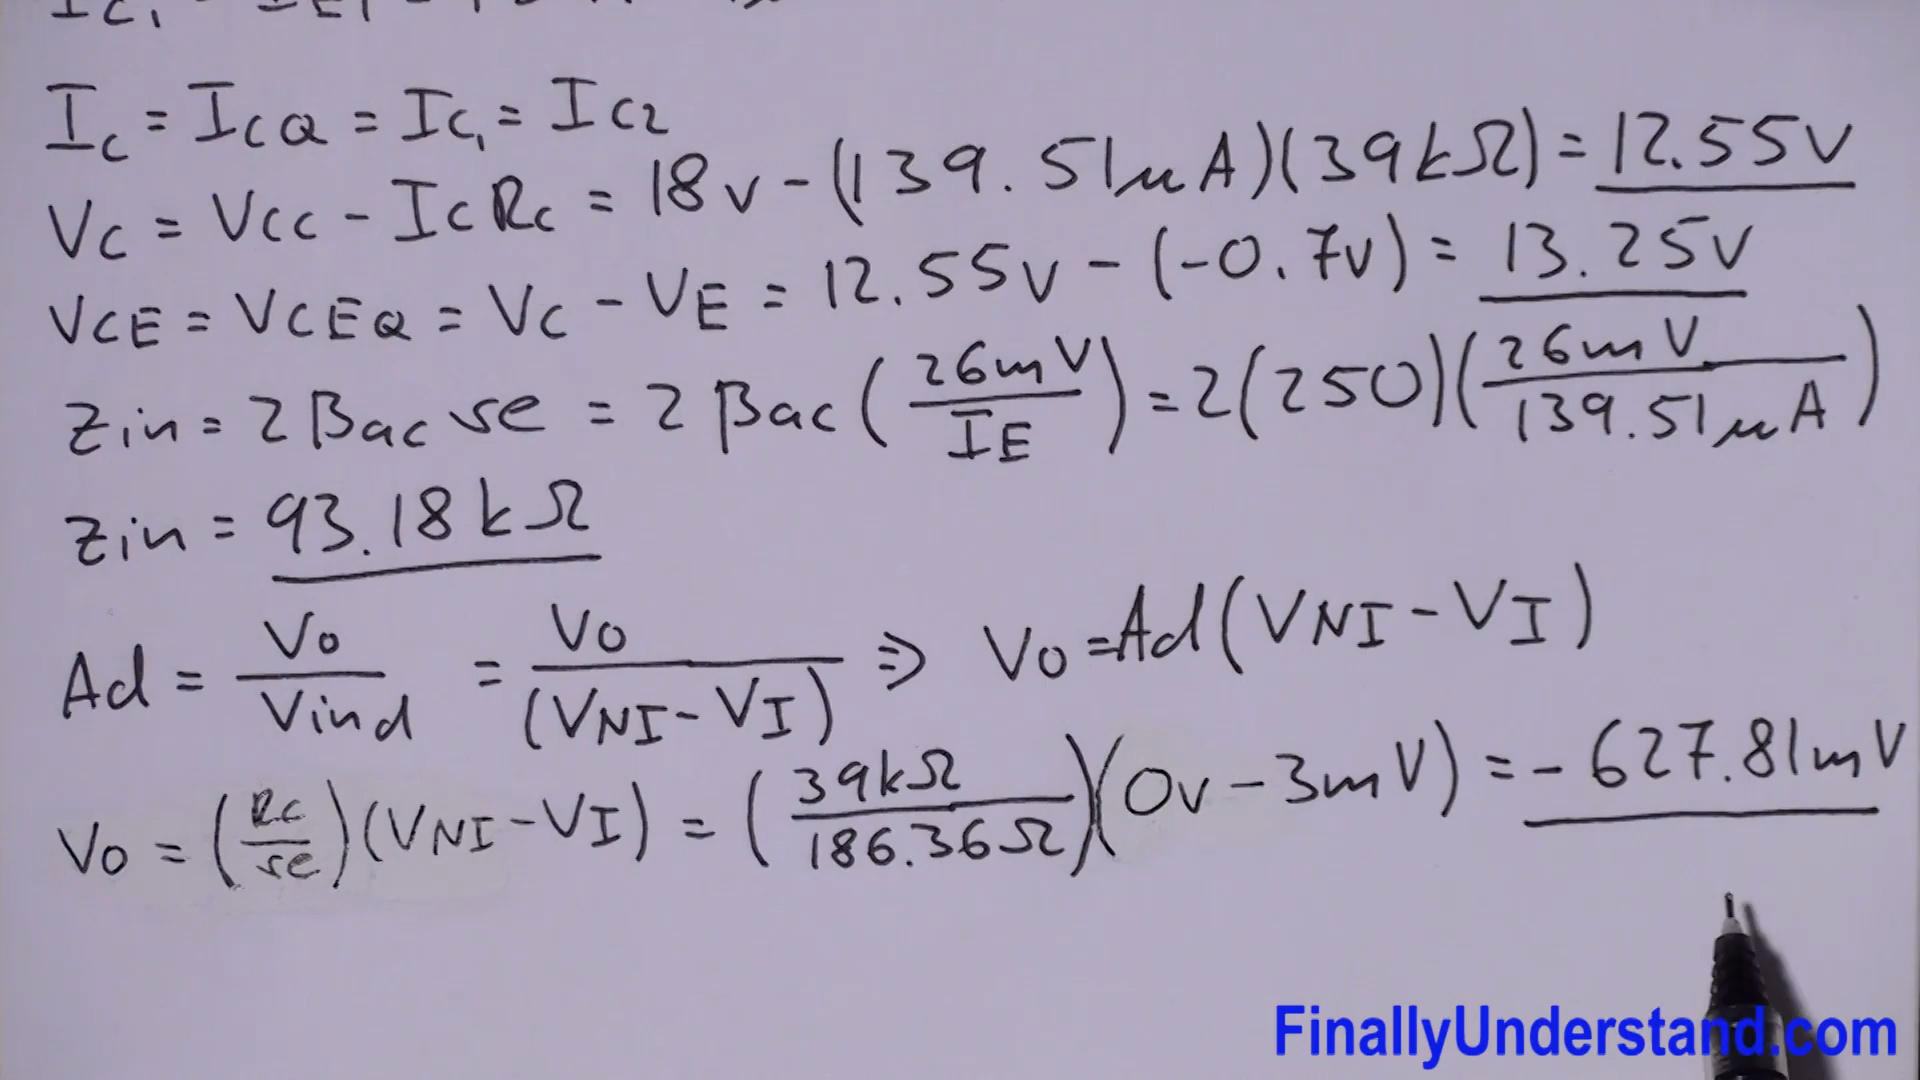 Ic = IcQ = Ic1 = Ic2
Vc = Vcc - IcRc = 18v - (139.51μA)(39kΩ) = 12.55v
VCE = VCEQ = Vc - VE = 12.55v - (-0.7v) = 13.25v
Zin = 2βac re = 2βac (26mV/IE) = 2(250)(26mV/139.51μA)
Zin = 93.18kΩ
Ad = Vo/Vind = Vo/(VNI - VI) ⇒ Vo = Ad(VNI - VI)
Vo = (Rc/re)(VNI - VI) = (39kΩ/186.36Ω)(0v - 3mV) = -627.81mV
FinallyUnderstand.com